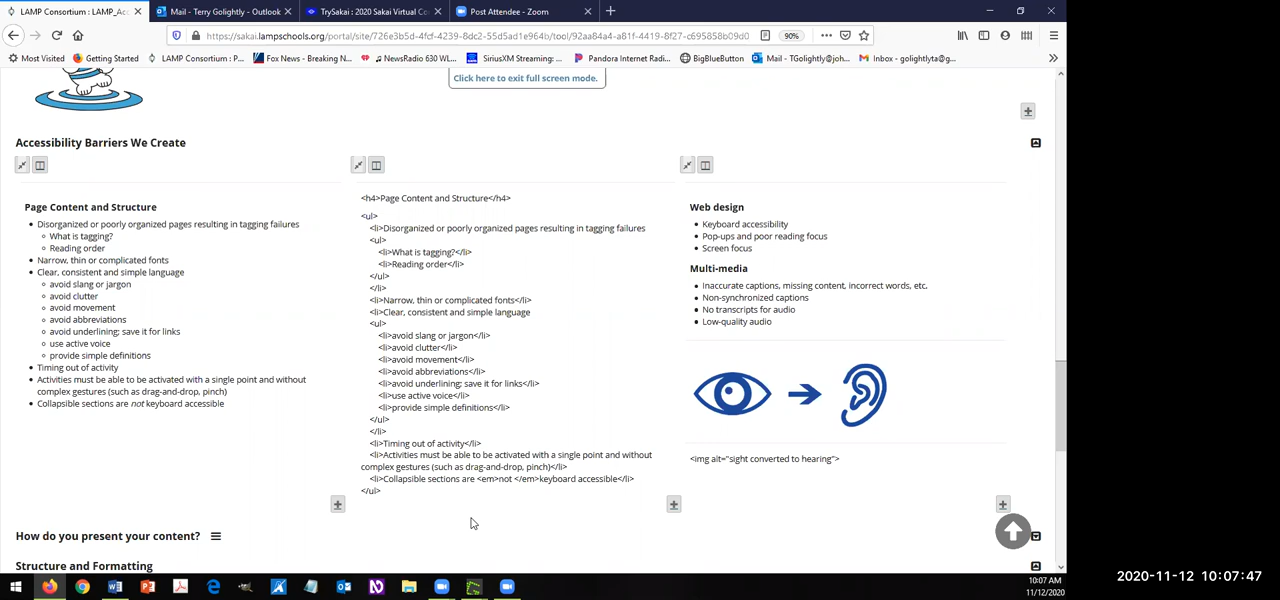 LAMP Consortium : LAMP_Acc
Mail - Terry Golightly - Outlook
TrySakai : 2020 Sakai Virtual Co
Post Attendee - Zoom
https://sakai.lampschools.org/portal/site/726e3b5d-4fcf-4239-8dc2-55d5ad1e964b/tool/92aa84a4-a81f-4419-8f27-c695858b09d0
90%
Most Visited
Getting Started
LAMP Consortium : P...
Fox News - Breaking N...
NewsRadio 630 WL...
SiriusXM Streaming: ...
Pandora Internet Radi...
BigBlueButton
Mail - TGolightly@joh...
Inbox - golightlyta@g...
Click here to exit full screen mode.
Accessibility Barriers We Create
Page Content and Structure
Disorganized or poorly organized pages resulting in tagging failures
What is tagging?
Reading order
Narrow, thin or complicated fonts
Clear, consistent and simple language
avoid slang or jargon
avoid clutter
avoid movement
avoid abbreviations
avoid underlining; save it for links
use active voice
provide simple definitions
Timing out of activity
Activities must be able to be activated with a single point and without
complex gestures (such as drag-and-drop, pinch)
Collapsible sections are not keyboard accessible
<h4>Page Content and Structure</h4>
<ul>
<li>Disorganized or poorly organized pages resulting in tagging failures
<ul>
<li>What is tagging?</li>
<li>Reading order</li>
</ul>
</li>
<li>Narrow, thin or complicated fonts</li>
<li>Clear, consistent and simple language
<ul>
<li>avoid slang or jargon</li>
<li>avoid clutter</li>
<li>avoid movement</li>
<li>avoid abbreviations</li>
<li>avoid underlining; save it for links</li>
<li>use active voice</li>
<li>provide simple definitions</li>
</ul>
</li>
<li>Timing out of activity</li>
<li>Activities must be able to be activated with a single point and without
complex gestures (such as drag-and-drop, pinch)</li>
<li>Collapsible sections are <em>not </em>keyboard accessible</li>
</ul>
Web design
Keyboard accessibility
Pop-ups and poor reading focus
Screen focus
Multi-media
Inaccurate captions, missing content, incorrect words, etc.
Non-synchronized captions
No transcripts for audio
Low-quality audio
<img alt="sight converted to hearing">
How do you present your content?
Structure and Formatting
10:07 AM
11/12/2020
2020-11-12 10:07:47